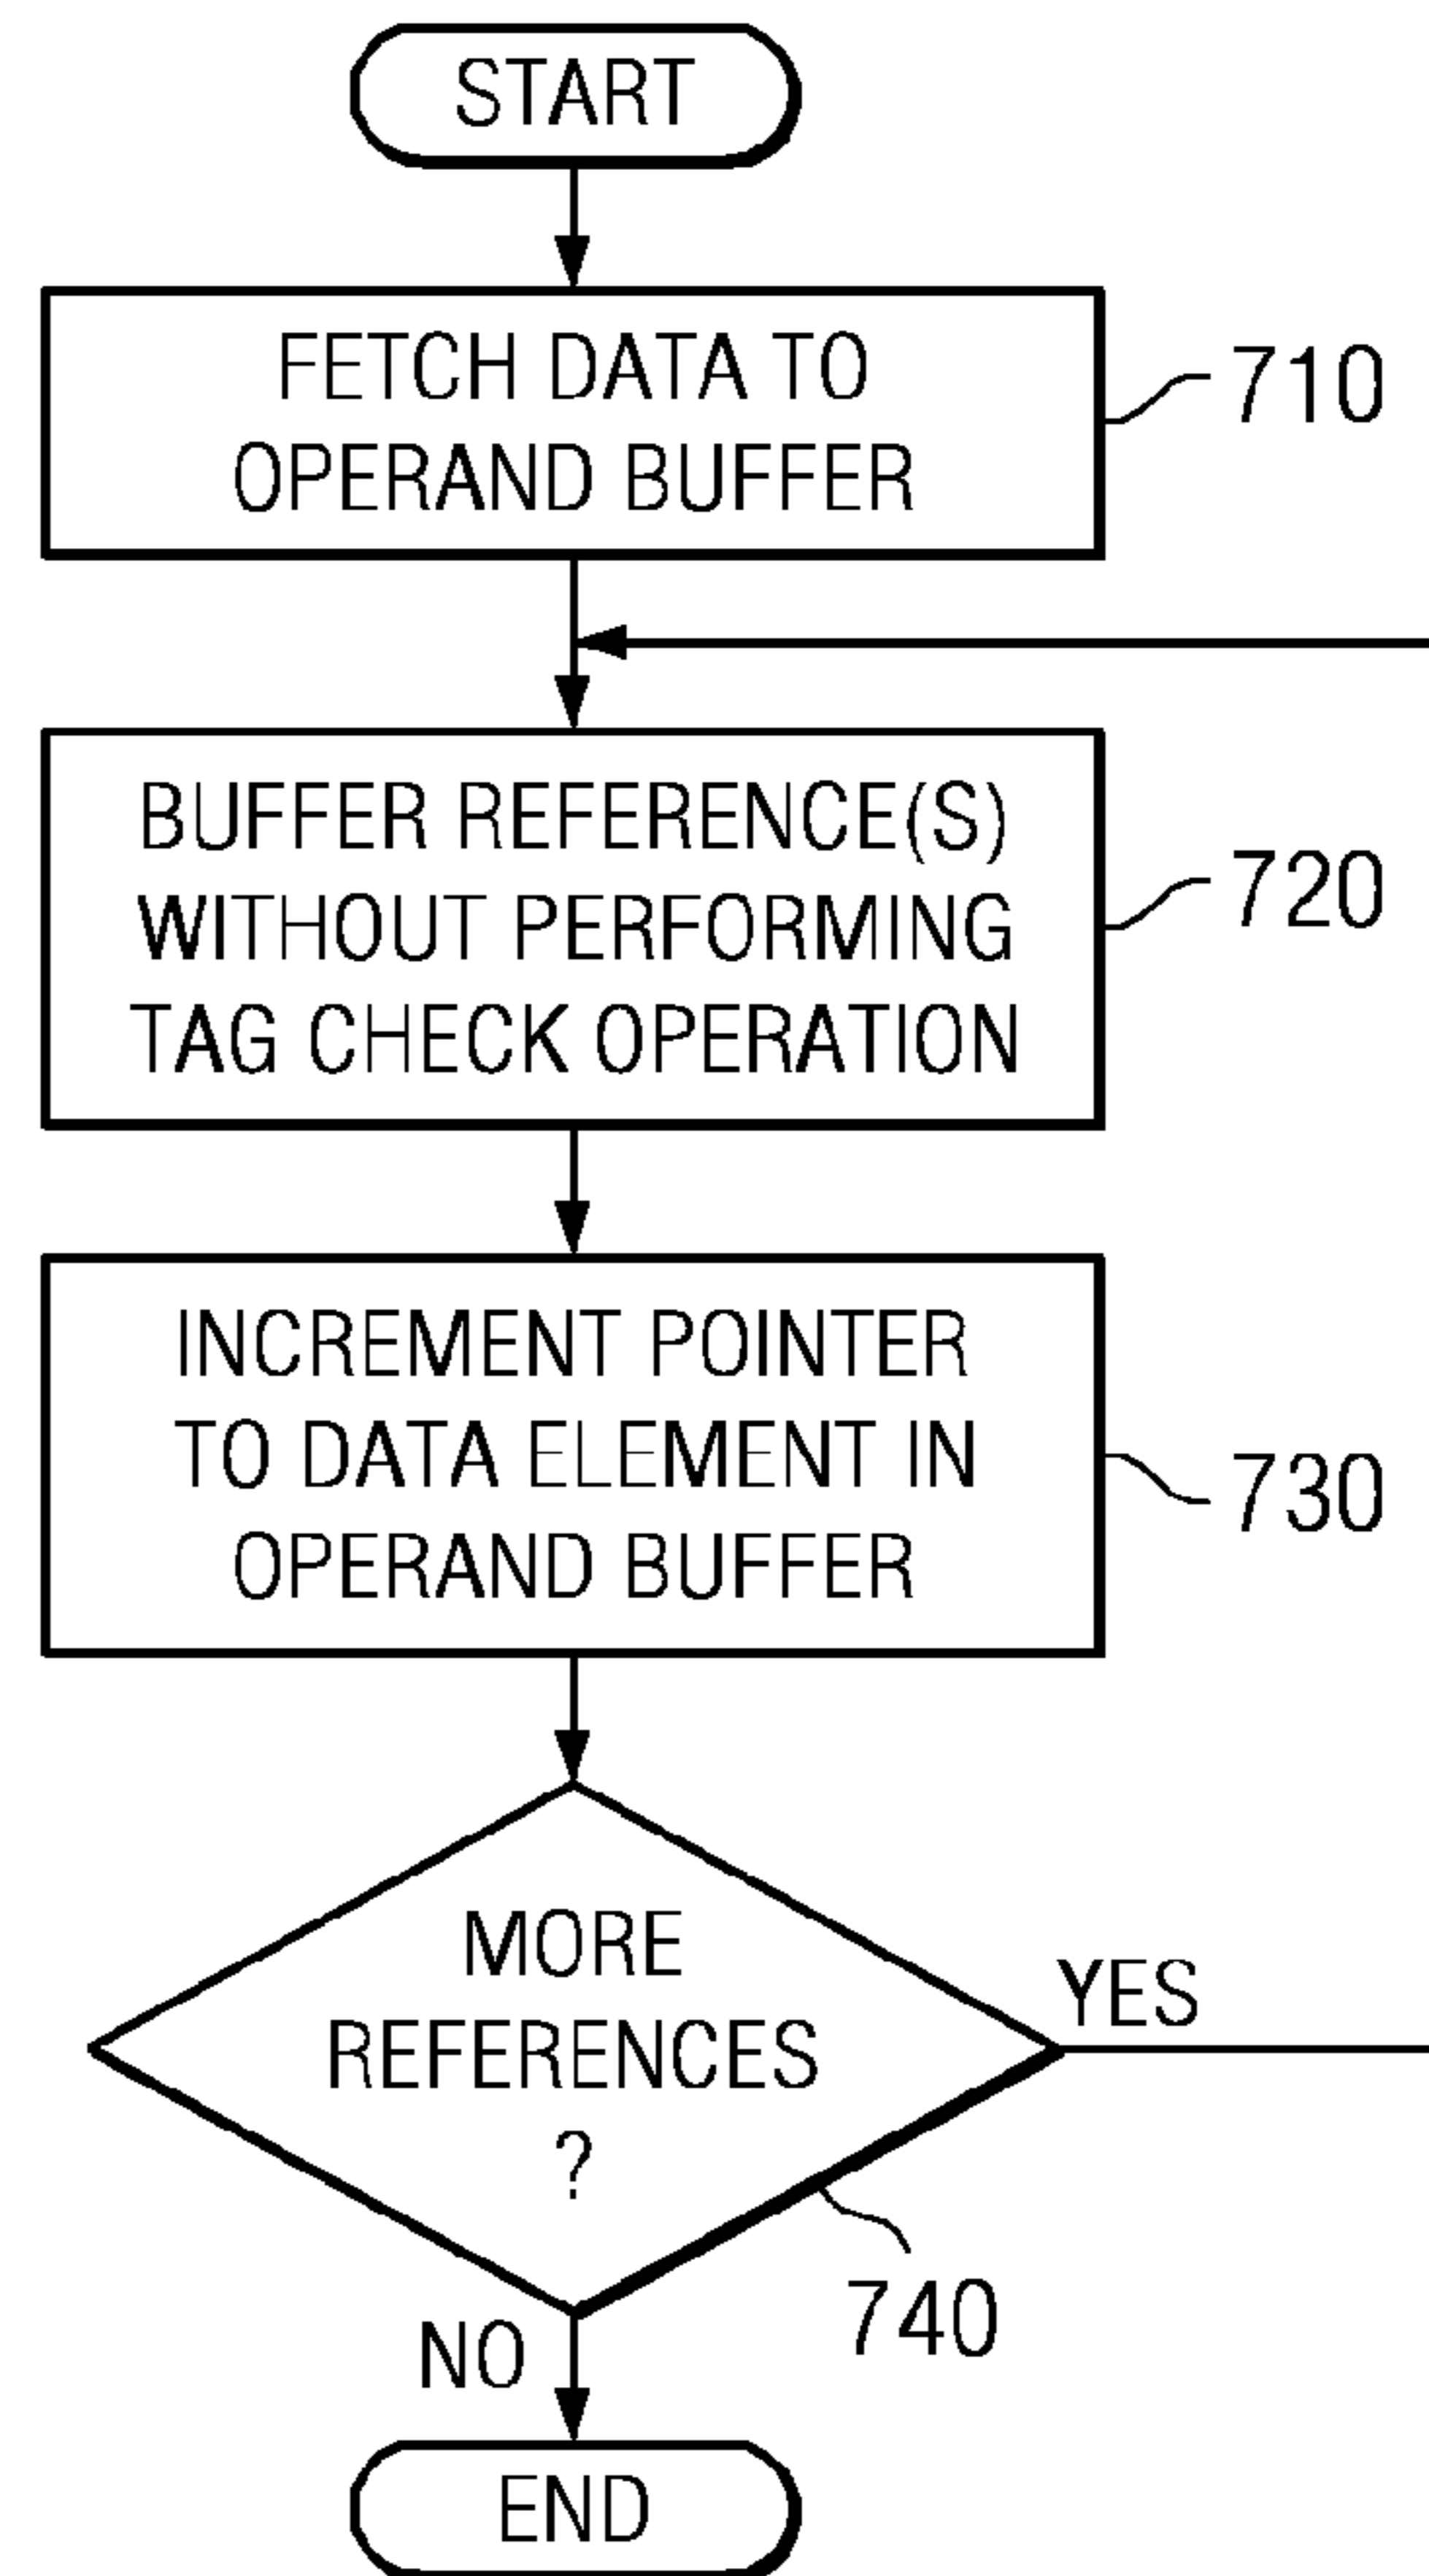 START
FETCH DATA TO
OPERAND BUFFER
710
BUFFER REFERENCE(S)
WITHOUT PERFORMING
TAG CHECK OPERATION
720
INCREMENT POINTER
TO DATA ELEMENT IN
OPERAND BUFFER
730
MORE
REFERENCES
?
YES
740
NO
END